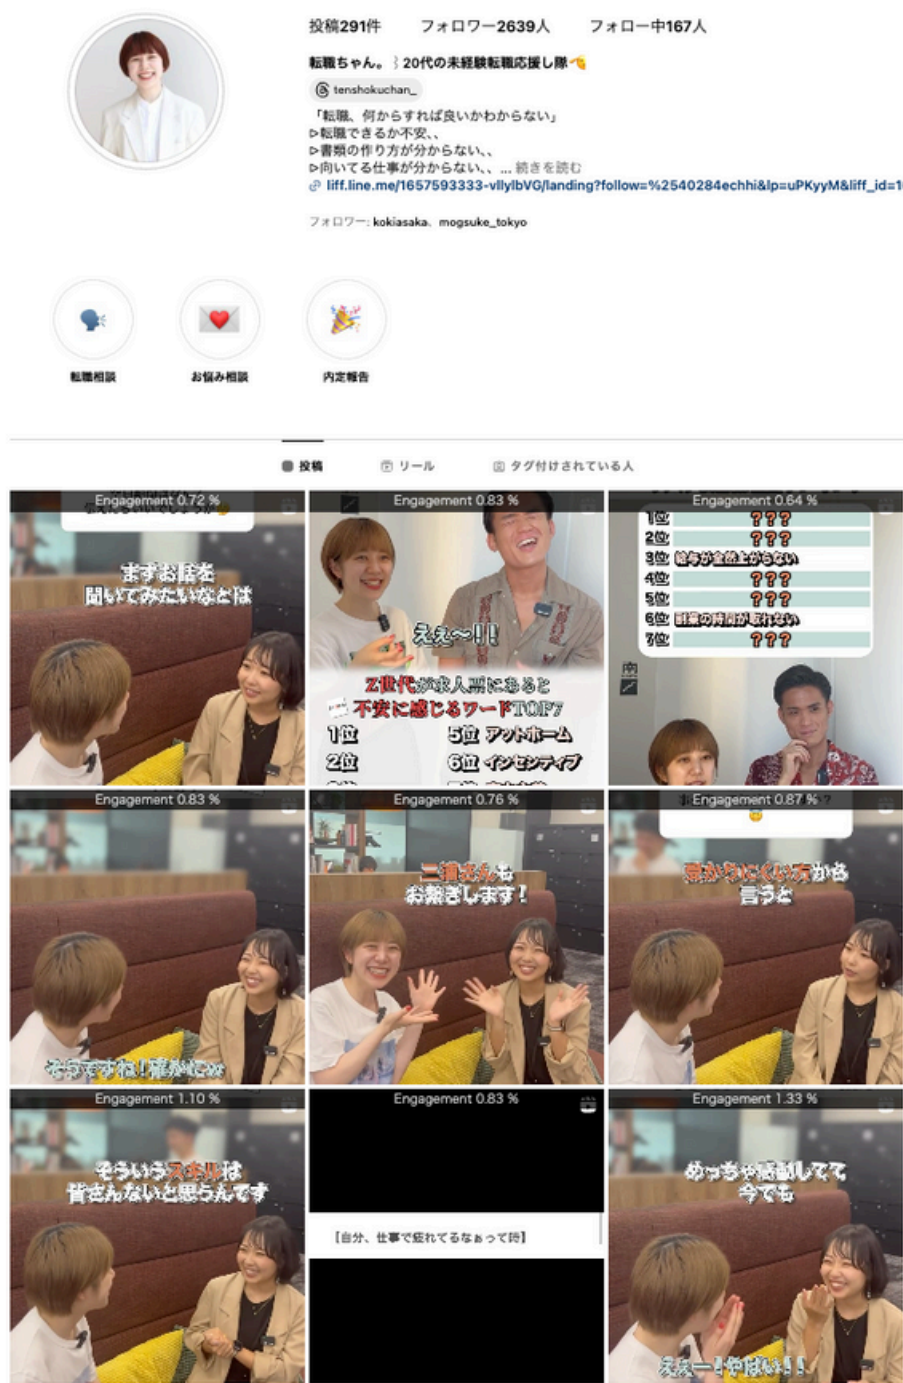 投稿291件 フォロワー2639人 フォロー中167人
転職ちゃん。⌇20代の未経験転職応援し隊
tenshokuchan_
「転職、何からすれば良いかわからない」
▷転職できるか不安、、
▷書類の作り方が分からない、、
▷向いてる仕事が分からない、、... 続きを読む
liff.line.me/1657593333-vllylbVG/landing?follow=%2540284echhi&lp=uPKyyM&liff_id=1
フォロワー: kokiasaka、mogsuke_tokyo
転職相談 お悩み相談 内定報告
投稿 リール タグ付けされている人
Engagement 0.72 %
まずお話を
聞いてみたいなとは
Engagement 0.83 %
ええ〜!!
Z世代が求人票にあると
不安に感じるワードTOP7
1位 5位 アットホーム
2位 6位 インセンティブ
Engagement 0.64 %
1位 ???
2位 ???
3位 給与が全然上がらない
4位 ???
5位 ???
6位 副業の時間が取れない
7位 ???
Engagement 0.83 %
そうですね!確かにw
Engagement 0.76 %
三浦さんも
お繋ぎします!
Engagement 0.87 %
受かりにくい方から
言うと
Engagement 1.10 %
そういうスキルは
皆さんないと思うんです
Engagement 0.83 %
【自分、仕事で疲れてるなぁって時】
Engagement 1.33 %
めっちゃ感動してて
今でも
ええー!やばい!!